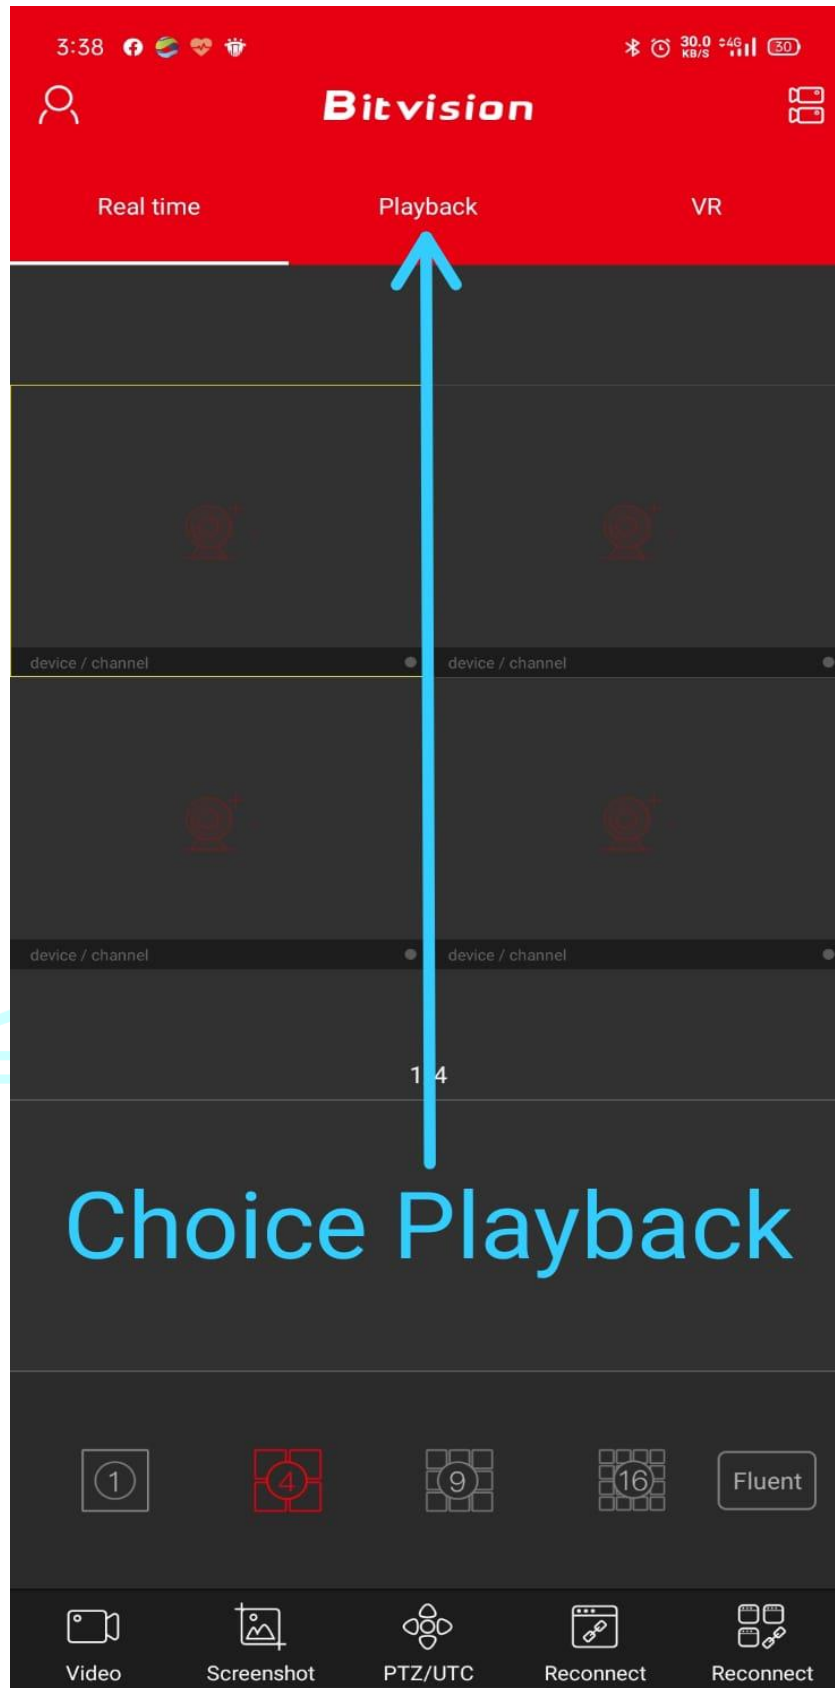 3:38
30.0
KB/S
4G
30
Bitvision
Real time
Playback
VR
device / channel
device / channel
device / channel
device / channel
1/4
Choice Playback
1
4
9
16
Fluent
Video
Screenshot
PTZ/UTC
Reconnect
Reconnect